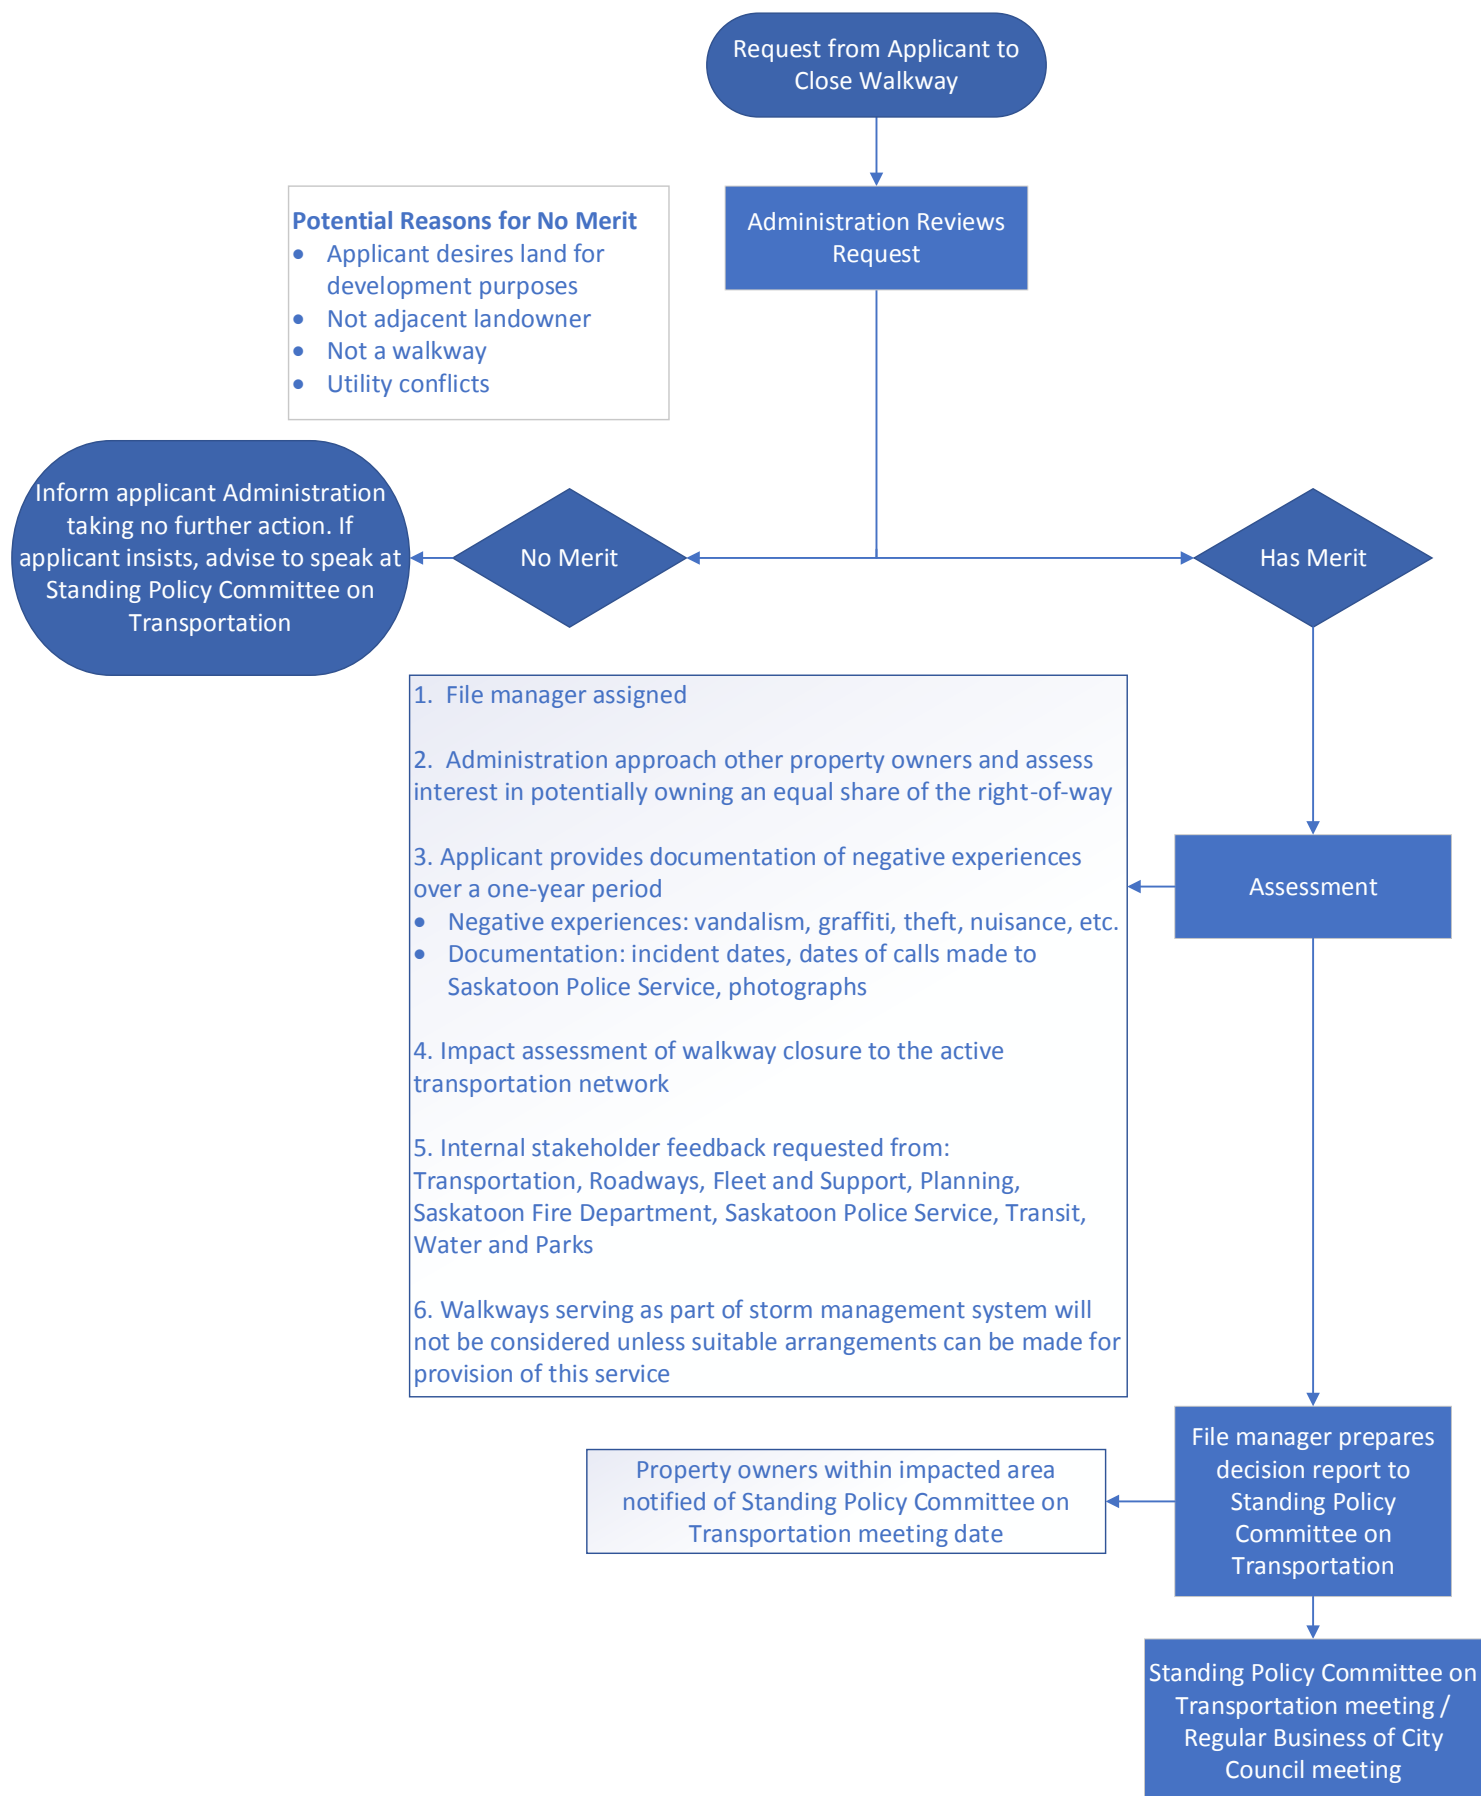 Request from Applicant to
Close Walkway
Administration Reviews
Request
Potential Reasons for No Merit
• Applicant desires land for
development purposes
• Not adjacent landowner
• Not a walkway
• Utility conflicts
Inform applicant Administration
taking no further action. If
applicant insists, advise to speak at
Standing Policy Committee on
Transportation
No Merit
Has Merit
1. File manager assigned
2. Administration approach other property owners and assess
interest in potentially owning an equal share of the right-of-way
3. Applicant provides documentation of negative experiences
over a one-year period
• Negative experiences: vandalism, graffiti, theft, nuisance, etc.
• Documentation: incident dates, dates of calls made to
Saskatoon Police Service, photographs
4. Impact assessment of walkway closure to the active
transportation network
5. Internal stakeholder feedback requested from:
Transportation, Roadways, Fleet and Support, Planning,
Saskatoon Fire Department, Saskatoon Police Service, Transit,
Water and Parks
6. Walkways serving as part of storm management system will
not be considered unless suitable arrangements can be made for
provision of this service
Assessment
File manager prepares
decision report to
Standing Policy
Committee on
Transportation
Property owners within impacted area
notified of Standing Policy Committee on
Transportation meeting date
Standing Policy Committee on
Transportation meeting /
Regular Business of City
Council meeting